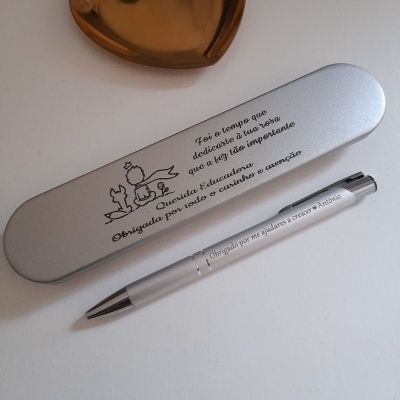 Foi o tempo que
dedicaste à tua rosa
que a fez tão importante
Querida Educadora
Obrigada por todo o carinho e atenção
Obrigado por me ajudares a crescer ♥ António